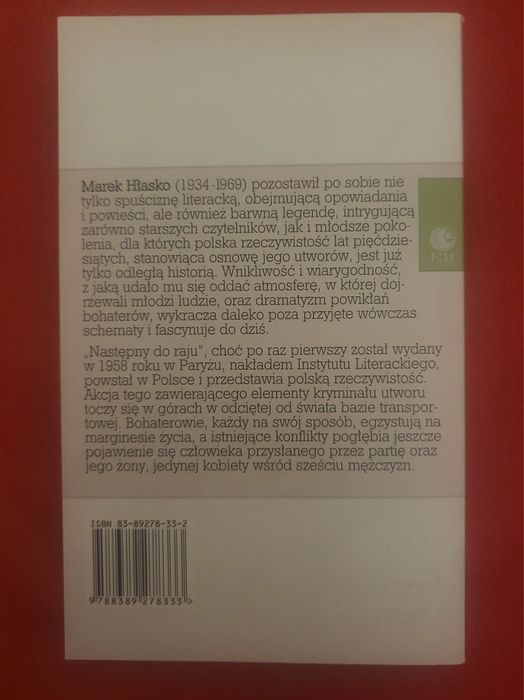 Marek Hłasko (1934-1969) pozostawił po sobie nie
tylko spuściznę literacką, obejmującą opowiadania
i powieści, ale również barwną legendę, intrygującą
zarówno starszych czytelników, jak i młodsze poko-
lenia, dla których polska rzeczywistość lat pięćdzie-
siątych, stanowiąca osnowę jego utworów, jest już
tylko odległą historią. Wnikliwość i wiarygodność,
z jaką udało mu się oddać atmosferę, w której doj-
rzewali młodzi ludzie, oraz dramatyzm powikłań
bohaterów, wykracza daleko poza przyjęte wówczas
schematy i fascynuje do dziś.
„Następny do raju”, choć po raz pierwszy został wydany
w 1958 roku w Paryżu, nakładem Instytutu Literackiego,
powstał w Polsce i przedstawia polską rzeczywistość.
Akcja tego zawierającego elementy kryminału utworu
toczy się w górach w odciętej od świata bazie transpor-
towej. Bohaterowie, każdy na swój sposób, egzystują na
marginesie życia, a istniejące konflikty pogłębia jeszcze
pojawienie się człowieka przysłanego przez partię oraz
jego żony, jedynej kobiety wśród sześciu mężczyzn.
Elf
ISBN 83-89278-33-2
9 788389 278333 >